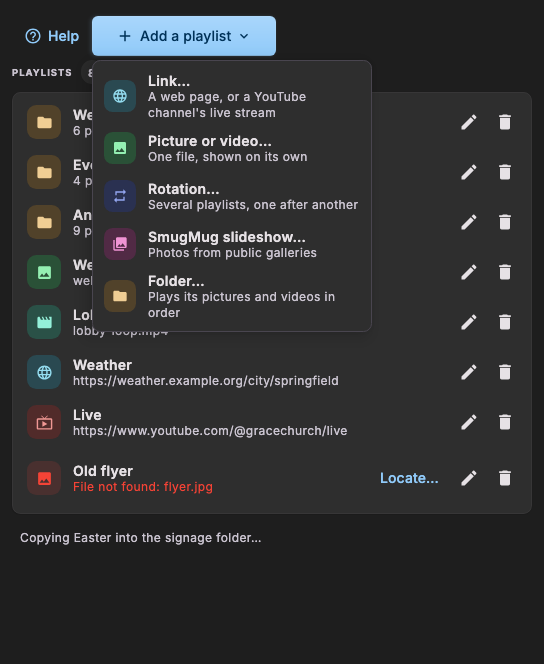 Help
Add a playlist
PLAYLISTS
Link...
A web page, or a YouTube
channel's live stream
Picture or video...
One file, shown on its own
Rotation...
Several playlists, one after another
SmugMug slideshow...
Photos from public galleries
Folder...
Plays its pictures and videos in
order
lobby-loop.mp4
Weather
https://weather.example.org/city/springfield
Live
https://www.youtube.com/@gracechurch/live
Old flyer
File not found: flyer.jpg
Locate...
Copying Easter into the signage folder...